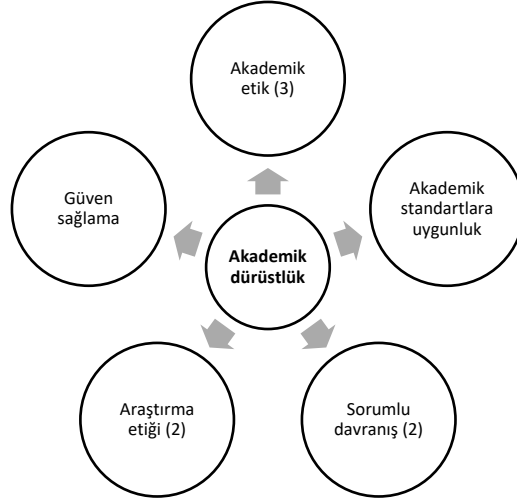 Akademik
etik (3)
Güven
sağlama
Akademik
standartlara
uygunluk
Akademik
dürüstlük
Araştırma
etiği (2)
Sorumlu
davranış (2)